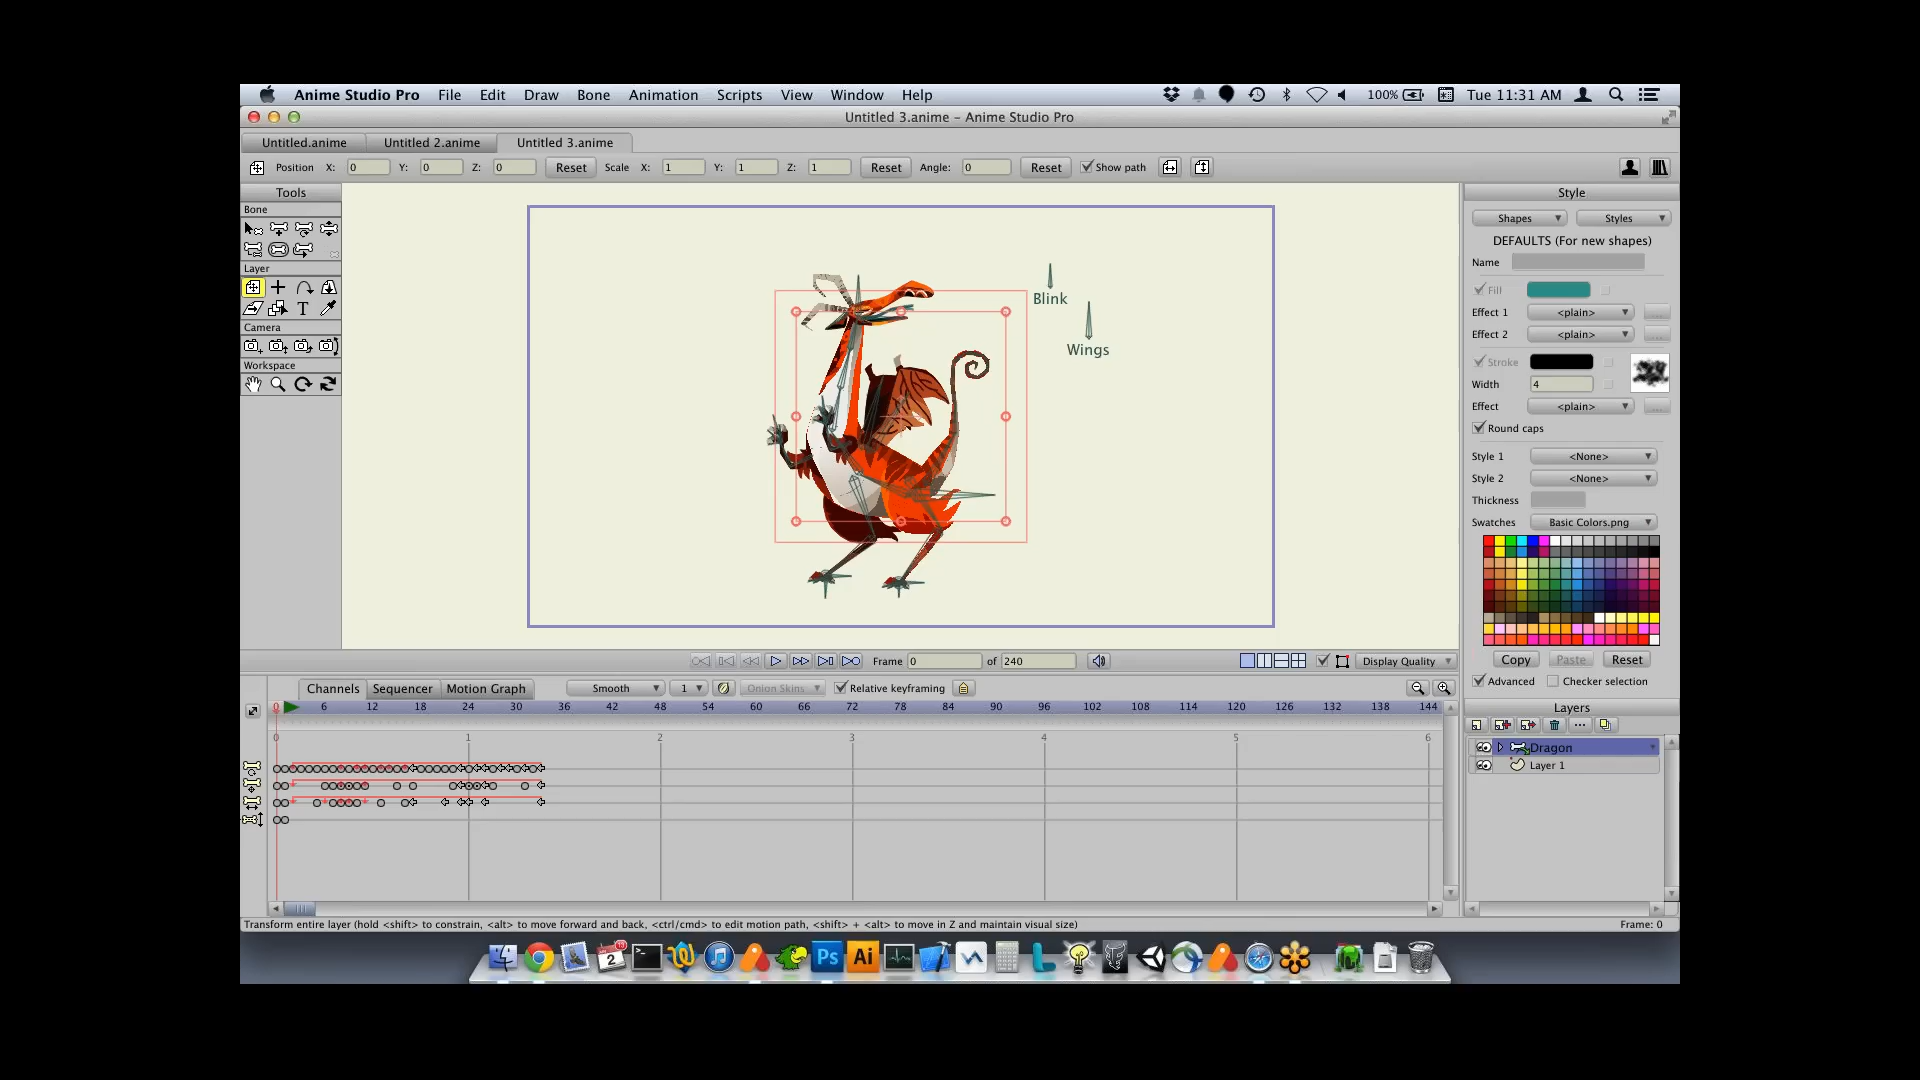 Anime Studio Pro File Edit Draw Bone Animation Scripts View Window Help 100% Tue 11:31 AM
Untitled 3.anime – Anime Studio Pro
Untitled.anime Untitled 2.anime Untitled 3.anime
Position X: 0 Y: 0 Z: 0 Reset Scale X: 1 Y: 1 Z: 1 Reset Angle: 0 Reset Show path
Tools
Bone
Layer
T
Camera
Workspace
Blink
Wings
Style
Shapes Styles
DEFAULTS (For new shapes)
Name
Fill
Effect 1 <plain>
Effect 2 <plain>
Stroke
Width 4
Effect <plain>
Round caps
Style 1 <None>
Style 2 <None>
Thickness
Swatches Basic Colors.png
Copy Paste Reset
Advanced Checker selection
Frame 0 of 240 Display Quality
Channels Sequencer Motion Graph Smooth 1 Onion Skins Relative keyframing
0 6 12 18 24 30 36 42 48 54 60 66 72 78 84 90 96 102 108 114 120 126 132 138 144
0 1 2 3 4 5 6
Layers
Dragon
Layer 1
Transform entire layer (hold <shift> to constrain, <alt> to move forward and back, <ctrl/cmd> to edit motion path, <shift> + <alt> to move in Z and maintain visual size) Frame: 0
2 Ps Ai